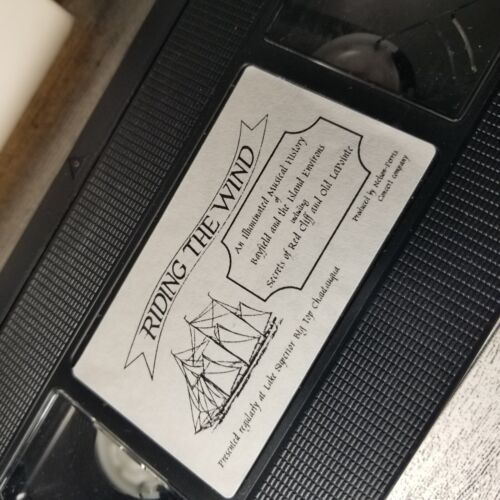 RIDING THE WIND
An Illuminated Musical History
of
Bayfield and the Island Environs
including
Secrets of Red Cliff and Old LaPointe
Produced by Nelson-Ferris
Concert Company
Presented regularly at Lake Superior Big Top Chautauqua